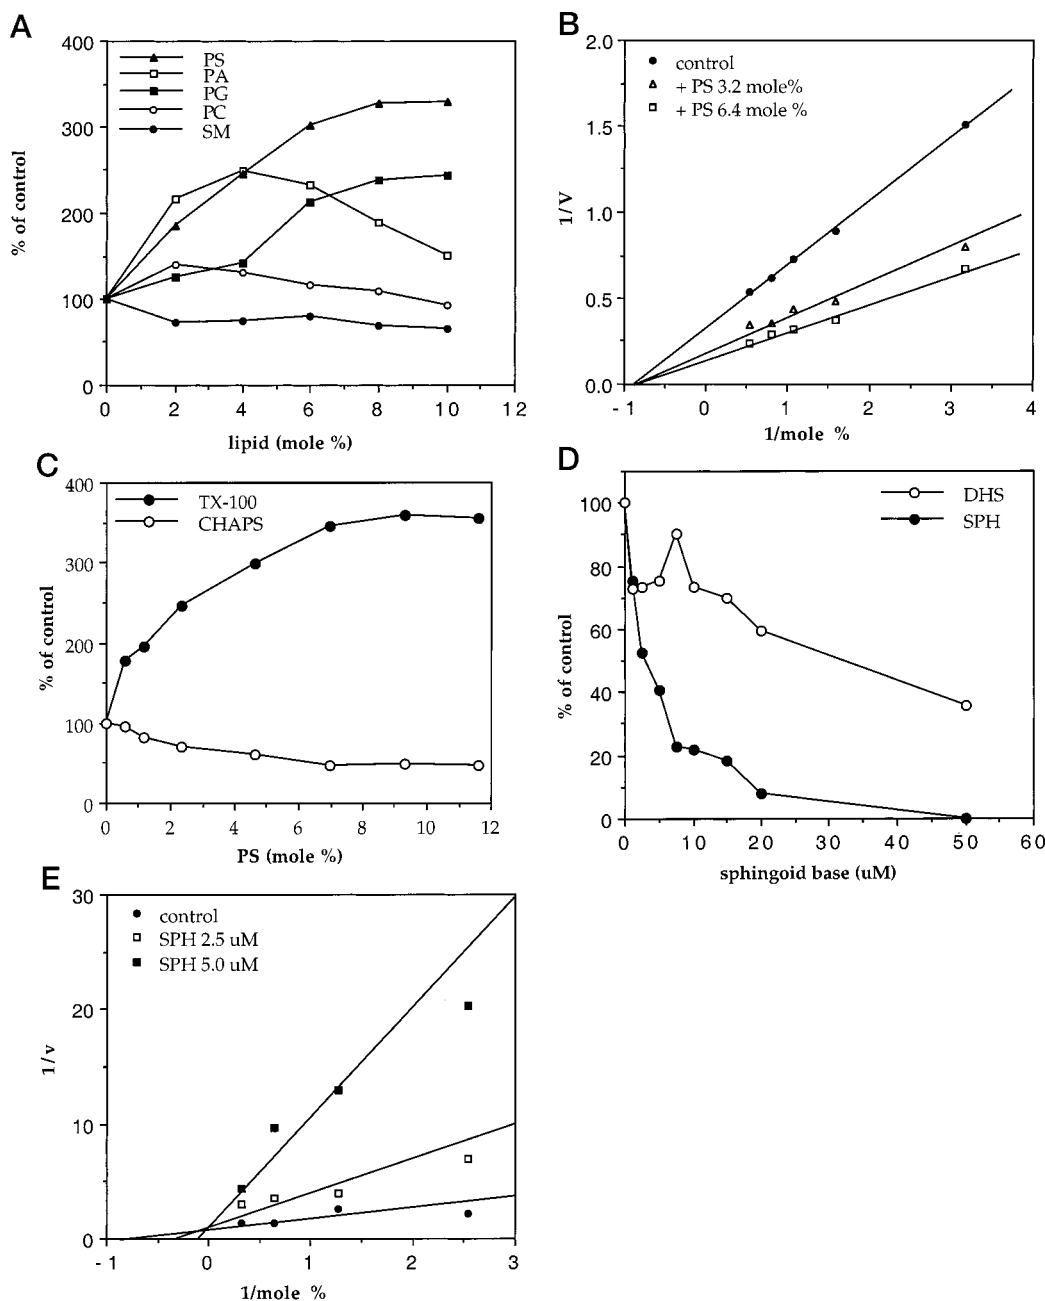 A
400
300
200
100
0
% of control
PS
PA
PG
PC
SM
0 2 4 6 8 10 12
lipid (mole %)
B
2.0
1.5
1.0
0.5
0.0
1/V
control
+ PS 3.2 mole%
+ PS 6.4 mole %
-1 0 1 2 3 4
1/mole %
C
400
300
200
100
0
% of control
TX-100
CHAPS
0 2 4 6 8 10 12
PS (mole %)
D
100
80
60
40
20
0
% of control
DHS
SPH
0 10 20 30 40 50 60
sphingoid base (uM)
E
30
20
10
0
1/v
control
SPH 2.5 uM
SPH 5.0 uM
-1 0 1 2 3
1/mole %